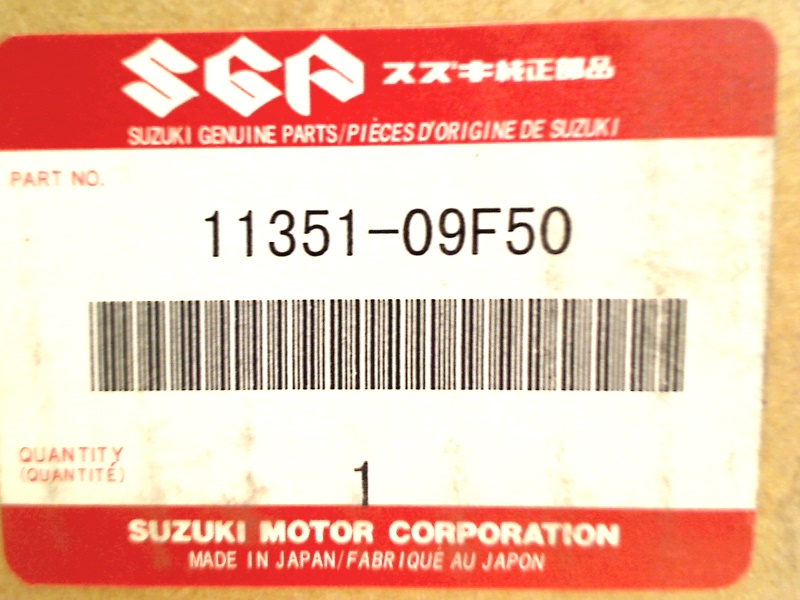 SGP スズキ純正部品
SUZUKI GENUINE PARTS/PIÈCES D'ORIGINE DE SUZUKI
PART NO.
11351-09F50
QUANTITY
(QUANTITÉ)
1
SUZUKI MOTOR CORPORATION
MADE IN JAPAN/FABRIQUÉ AU JAPON